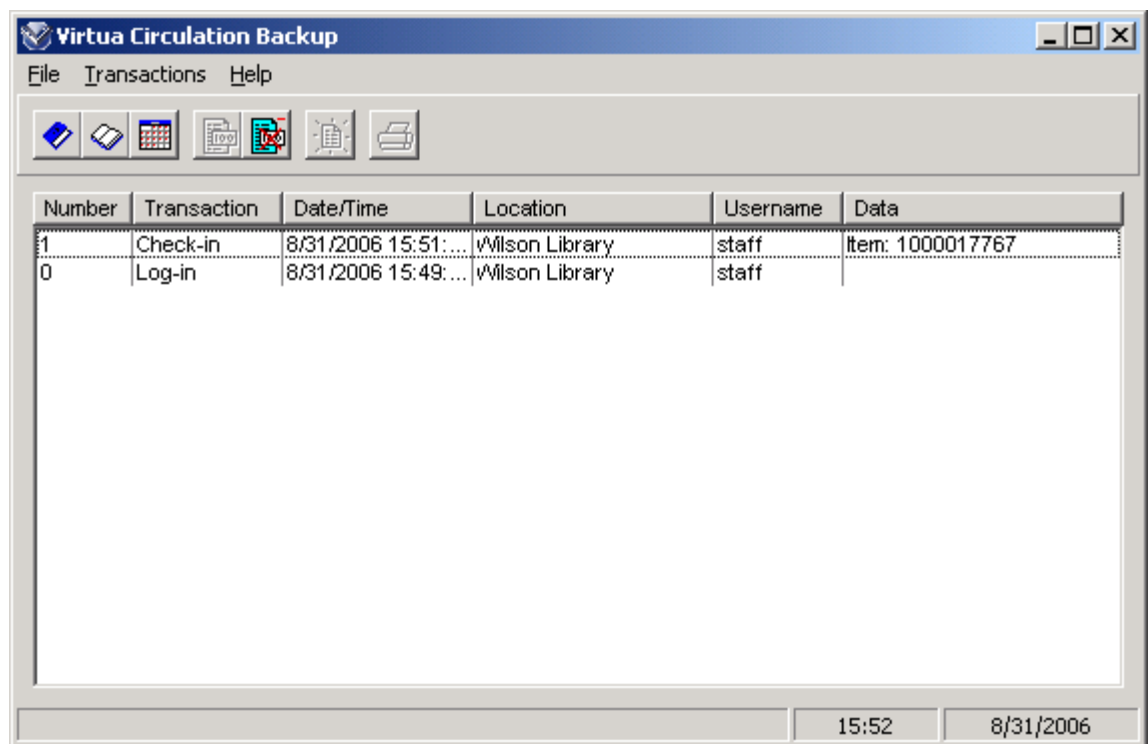 Virtua Circulation Backup
File Transactions Help
Number Transaction Date/Time Location Username Data
1 Check-in 8/31/2006 15:51:... Wilson Library staff Item: 1000017767
0 Log-in 8/31/2006 15:49:... Wilson Library staff
15:52 8/31/2006